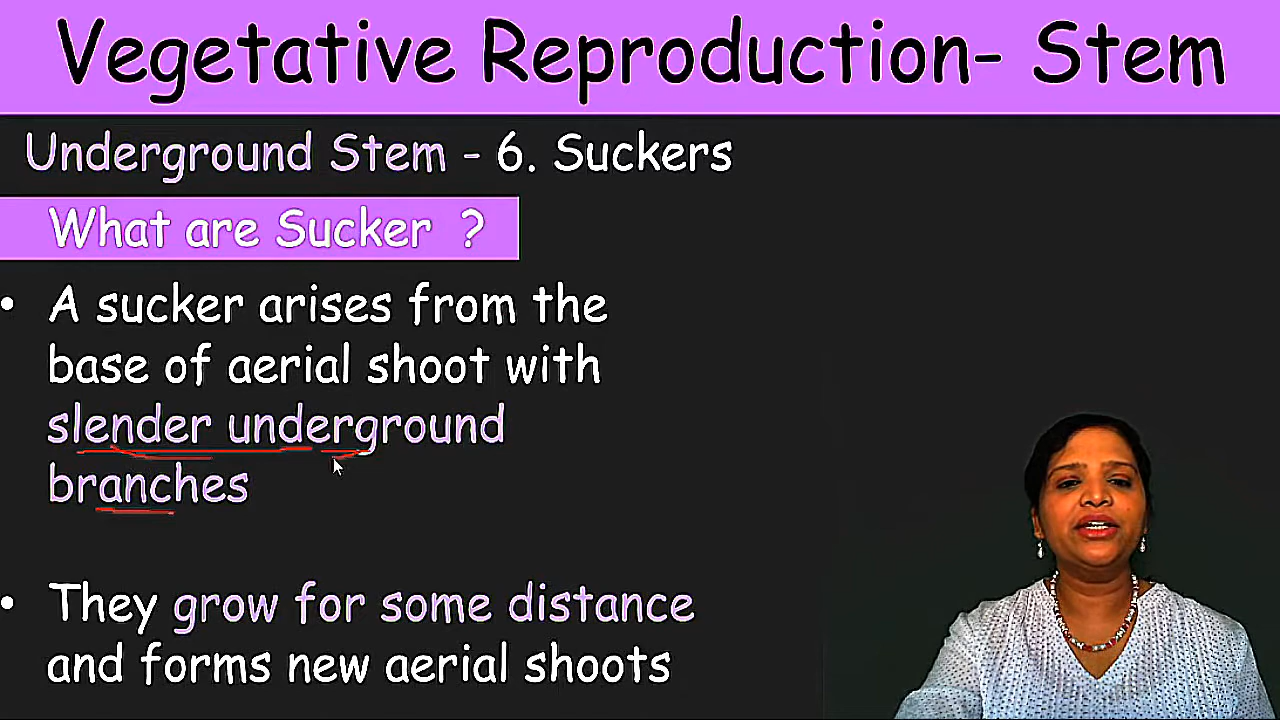 Vegetative Reproduction- Stem
Underground Stem - 6. Suckers
What are Sucker ?
• A sucker arises from the
base of aerial shoot with
slender underground
branches
• They grow for some distance
and forms new aerial shoots